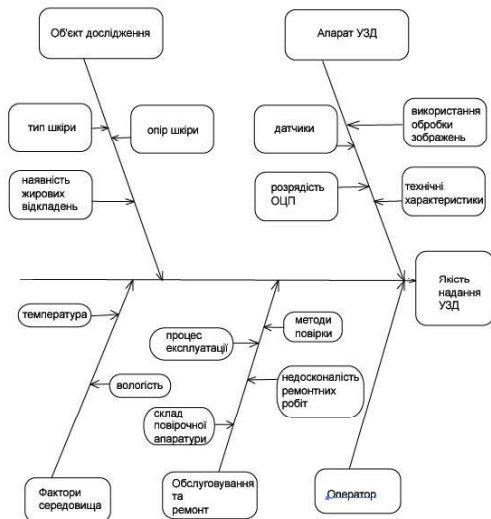 Об'єкт дослідження
Апарат УЗД
тип шкіри
опір шкіри
датчики
використання
обробки
зображень
наявність
жирових
відкладень
розрядість
ОЦП
технічні
характеристики
Якість
надання
УЗД
температура
процес
експлуатації
методи
повірки
вологість
недосконалість
ремонтних
робіт
склад
повірочної
апаратури
Фактори
середовища
Обслуговування
та
ремонт
Оператор